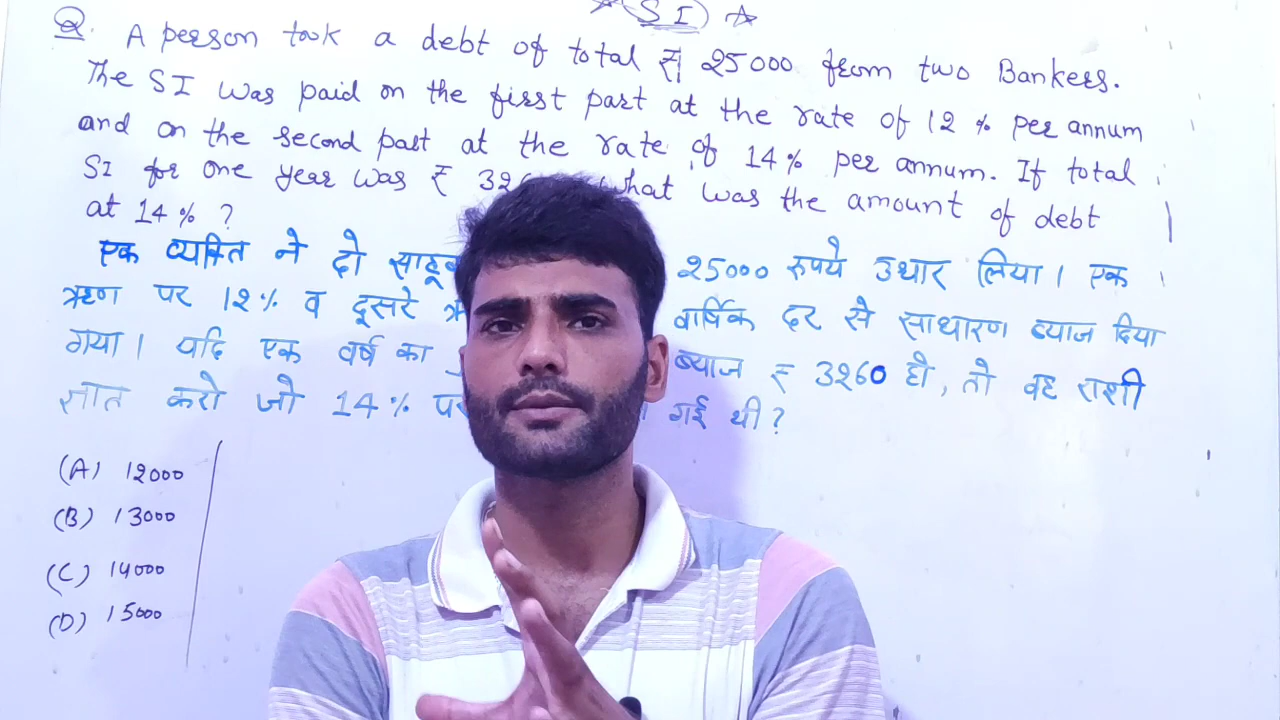 ☆ (SI) ☆
Q. A person took a debt of total ₹ 25000 from two Bankers.
The SI was paid on the first part at the rate of 12 % per annum
and on the second part at the rate of 14% per annum. If total
SI for one year was ₹ what was the amount of debt
at 14 % ?
एक व्यक्ति ने दो 25000 रुपये उधार लिया । एक
ऋण पर 12% व दूसरे वार्षिक दर से साधारण ब्याज दिया
गया । यदि एक वर्ष का ब्याज ₹ 3260 हो, तो वह राशी
ज्ञात करो जो 14% गई थी ?
(A) 12000
(B) 13000
(C) 14000
(D) 15000